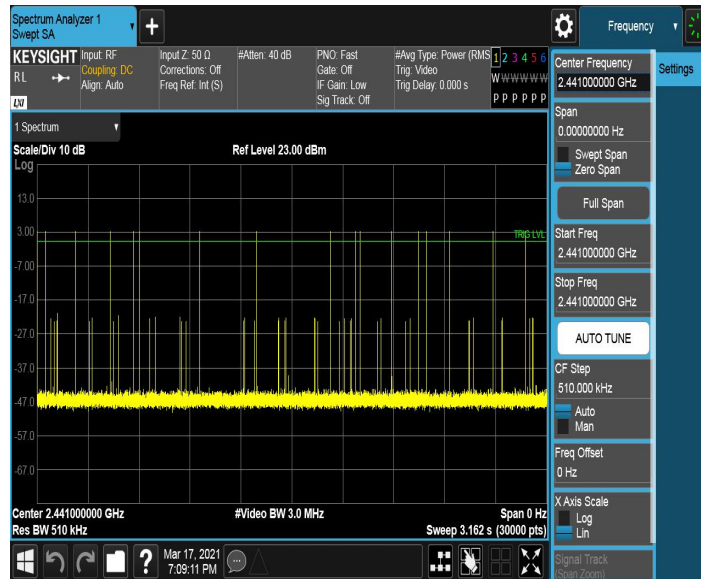 Spectrum Analyzer 1
Swept SA
+
Frequency
KEYSIGHT
RL
LXI
Input: RF
Coupling: DC
Align: Auto
Input Z: 50 Ω
Corrections: Off
Freq Ref: Int (S)
#Atten: 40 dB
PNO: Fast
Gate: Off
IF Gain: Low
Sig Track: Off
#Avg Type: Power (RMS
Trig: Video
Trig Delay: 0.000 s
1 2 3 4 5 6
W W W W W W
P P P P P P
1 Spectrum
Scale/Div 10 dB
Ref Level 23.00 dBm
Log
13.0
3.00
TRIG LVL
-7.00
-17.0
-27.0
-37.0
-47.0
-57.0
-67.0
Center 2.441000000 GHz
#Video BW 3.0 MHz
Span 0 Hz
Res BW 510 kHz
Sweep 3.162 s (30000 pts)
Center Frequency
2.441000000 GHz
Settings
Span
0.00000000 Hz
Swept Span
Zero Span
Full Span
Start Freq
2.441000000 GHz
Stop Freq
2.441000000 GHz
AUTO TUNE
CF Step
510.000 kHz
Auto
Man
Freq Offset
0 Hz
X Axis Scale
Log
Lin
Signal Track
(Span Zoom)
?
Mar 17, 2021
7:09:11 PM